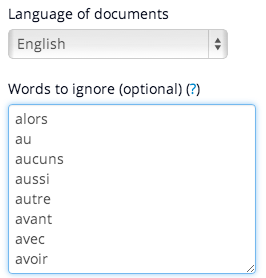 Language of documents
English
Words to ignore (optional) (?)
alors
au
aucuns
aussi
autre
avant
avec
avoir